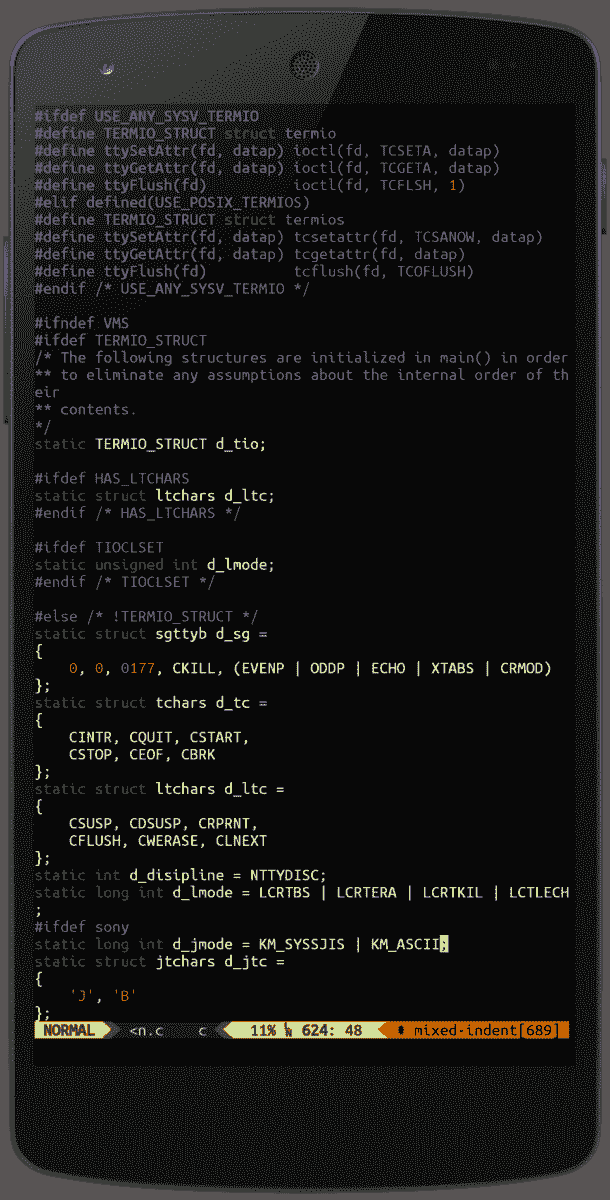 #ifdef USE_ANY_SYSV_TERMIO
#define TERMIO_STRUCT struct termio
#define ttySetAttr(fd, datap) ioctl(fd, TCSETA, datap)
#define ttyGetAttr(fd, datap) ioctl(fd, TCGETA, datap)
#define ttyFlush(fd)          ioctl(fd, TCFLSH, 1)
#elif defined(USE_POSIX_TERMIOS)
#define TERMIO_STRUCT struct termios
#define ttySetAttr(fd, datap) tcsetattr(fd, TCSANOW, datap)
#define ttyGetAttr(fd, datap) tcgetattr(fd, datap)
#define ttyFlush(fd)          tcflush(fd, TCOFLUSH)
#endif /* USE_ANY_SYSV_TERMIO */

#ifndef VMS
#ifdef TERMIO_STRUCT
/* The following structures are initialized in main() in order
** to eliminate any assumptions about the internal order of th
eir
** contents.
*/
static TERMIO_STRUCT d_tio;

#ifdef HAS_LTCHARS
static struct ltchars d_ltc;
#endif /* HAS_LTCHARS */

#ifdef TIOCLSET
static unsigned int d_lmode;
#endif /* TIOCLSET */

#else /* !TERMIO_STRUCT */
static struct sgttyb d_sg =
{
    0, 0, 0177, CKILL, (EVENP | ODDP | ECHO | XTABS | CRMOD)
};
static struct tchars d_tc =
{
    CINTR, CQUIT, CSTART,
    CSTOP, CEOF, CBRK
};
static struct ltchars d_ltc =
{
    CSUSP, CDSUSP, CRPRNT,
    CFLUSH, CWERASE, CLNEXT
};
static int d_disipline = NTTYDISC;
static long int d_lmode = LCRTBS | LCRTERA | LCRTKIL | LCTLECH
;
#ifdef sony
static long int d_jmode = KM_SYSSJIS | KM_ASCII;
static struct jtchars d_jtc =
{
    'J', 'B'
};
NORMAL <n.c c 11% 624: 48 mixed-indent[689]